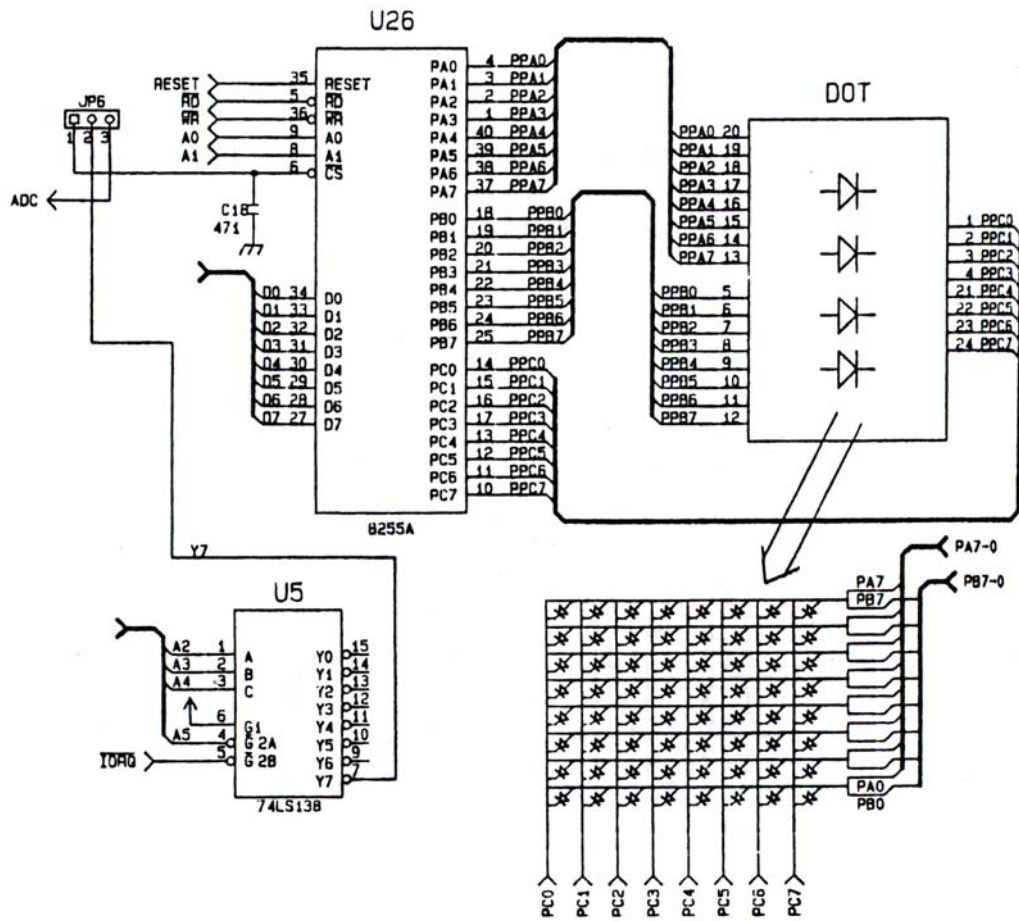 U26
RESET 35 RESET
RD 5 RD
WR 36 WR
A0 9 A0
A1 8 A1
6 CS
JP6
1 2 3
ADC
C18
471
D0 34 D0
D1 33 D1
D2 32 D2
D3 31 D3
D4 30 D4
D5 29 D5
D6 28 D6
D7 27 D7
PA0 4 PPA0
PA1 3 PPA1
PA2 2 PPA2
PA3 1 PPA3
PA4 40 PPA4
PA5 39 PPA5
PA6 38 PPA6
PA7 37 PPA7
PB0 18 PPB0
PB1 19 PPB1
PB2 20 PPB2
PB3 21 PPB3
PB4 22 PPB4
PB5 23 PPB5
PB6 24 PPB6
PB7 25 PPB7
PC0 14 PPC0
PC1 15 PPC1
PC2 16 PPC2
PC3 17 PPC3
PC4 13 PPC4
PC5 12 PPC5
PC6 11 PPC6
PC7 10 PPC7
8255A
DOT
PPA0 20
PPA1 19
PPA2 18
PPA3 17
PPA4 16
PPA5 15
PPA6 14
PPA7 13
PPB0 5
PPB1 6
PPB2 7
PPB3 8
PPB4 9
PPB5 10
PPB6 11
PPB7 12
1 PPC0
2 PPC1
3 PPC2
4 PPC3
21 PPC4
22 PPC5
23 PPC6
24 PPC7
Y7
U5
A2 1 A
A3 2 B
A4 3 C
6 G1
A5 4 G2A
IORQ 5 G2B
Y0 15
Y1 14
Y2 13
Y3 12
Y4 11
Y5 10
Y6 9
Y7 7
74LS138
PA7-0
PB7-0
PA7
PB7
PA0
PB0
PC0 PC1 PC2 PC3 PC4 PC5 PC6 PC7